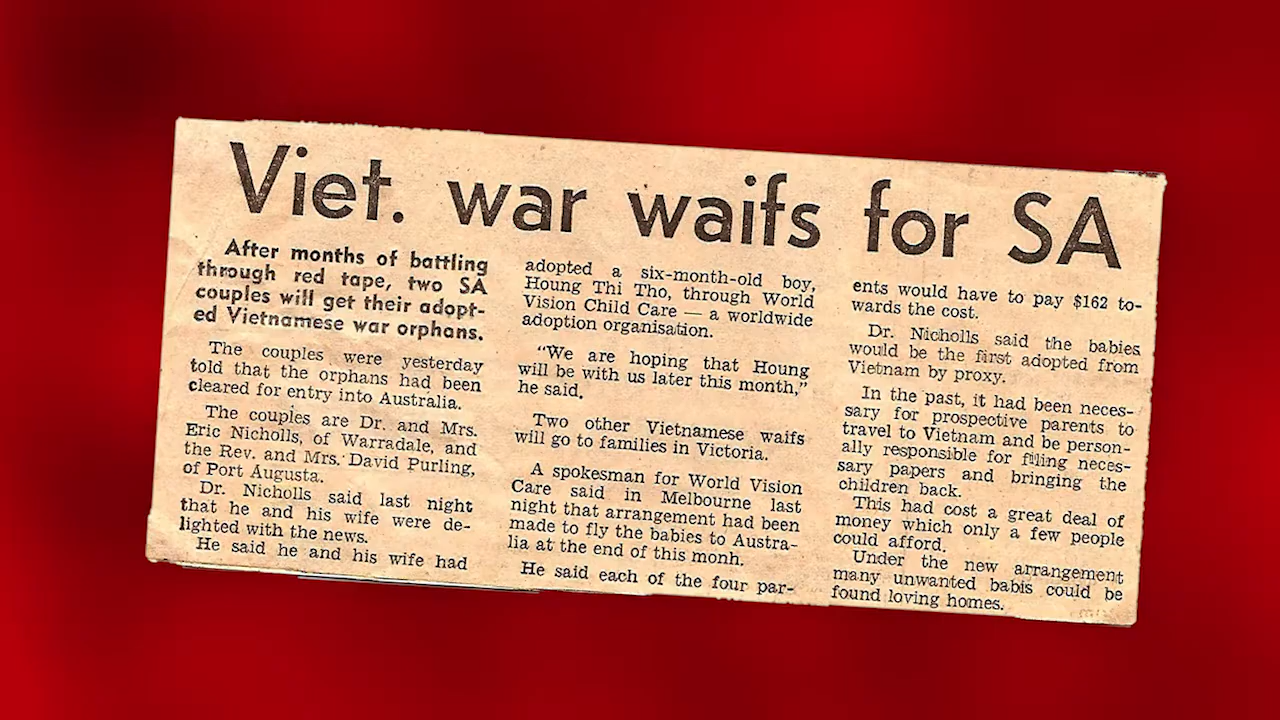 Viet. war waifs for SA
After months of battling
through red tape, two SA
couples will get their adopt-
ed Vietnamese war orphans.
The couples were yesterday
told that the orphans had been
cleared for entry into Australia.
The couples are Dr. and Mrs.
Eric Nicholls, of Warradale, and
the Rev. and Mrs. David Purling,
of Port Augusta.
Dr. Nicholls said last night
that he and his wife were de-
lighted with the news.
He said he and his wife had
adopted a six-month-old boy,
Houng Thi Tho, through World
Vision Child Care — a worldwide
adoption organisation.
"We are hoping that Houng
will be with us later this month,"
he said.
Two other Vietnamese waifs
will go to families in Victoria.
A spokesman for World Vision
Care said in Melbourne last
night that arrangement had been
made to fly the babies to Austra-
lia at the end of this monh.
He said each of the four par-
ents would have to pay $162 to-
wards the cost.
Dr. Nicholls said the babies
would be the first adopted from
Vietnam by proxy.
In the past, it had been neces-
sary for prospective parents to
travel to Vietnam and be person-
ally responsible for filing neces-
sary papers and bringing the
children back.
This had cost a great deal of
money which only a few people
could afford.
Under the new arrangement
many unwanted babis could be
found loving homes.